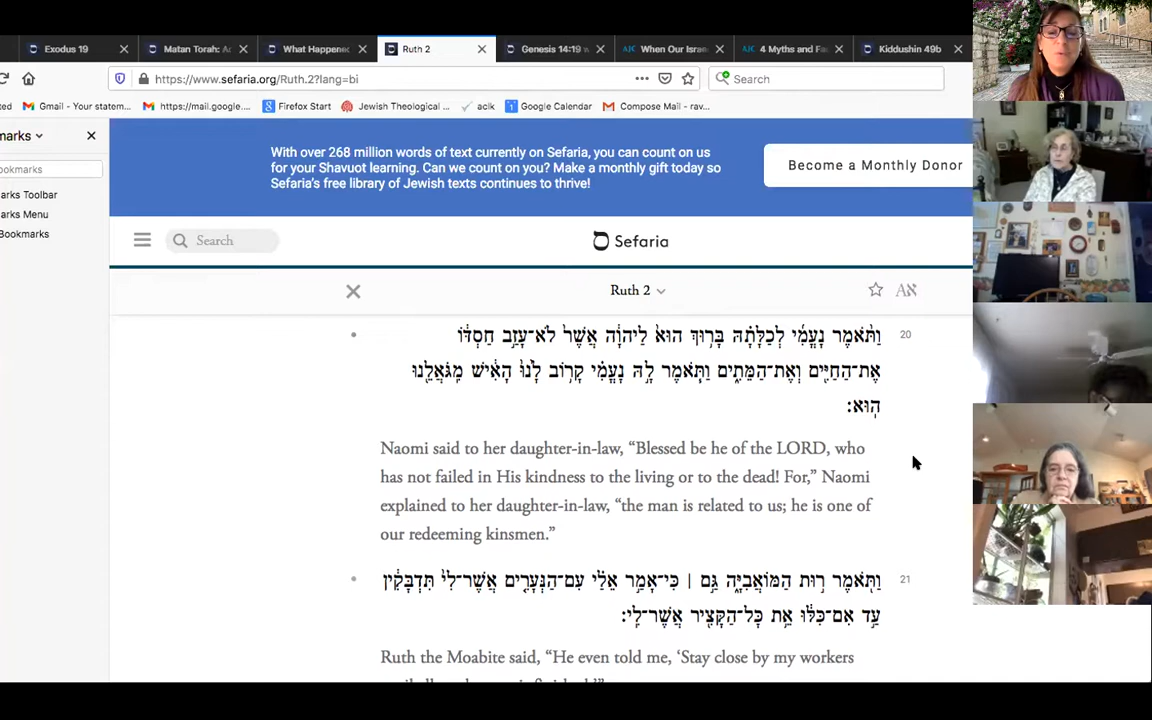 Exodus 19
Matan Torah: Ac
What Happene
Ruth 2
Genesis 14:19 w
When Our Isra
4 Myths and Fa
Kiddushin 49b
https://www.sefaria.org/Ruth.2?lang=bi
Search
ted
Gmail - Your statem...
https://mail.google...
Firefox Start
Jewish Theological ...
aclk
Google Calendar
Compose Mail - rav...
marks
ookmarks
arks Toolbar
arks Menu
Bookmarks
With over 268 million words of text currently on Sefaria, you can count on us
for your Shavuot learning. Can we count on you? Make a monthly gift today so
Sefaria's free library of Jewish texts continues to thrive!
Become a Monthly Donor
Search
Sefaria
Ruth 2
Aא
20
וַתֹּ֨אמֶר נׇעֳמִ֜י לְכַלָּתָ֗הּ בָּר֥וּךְ הוּא֙ לַיהֹוָ֔ה אֲשֶׁר֙ לֹא־עָזַ֣ב חַסְדּ֔וֹ
אֶת־הַחַיִּ֖ים וְאֶת־הַמֵּתִ֑ים וַתֹּ֧אמֶר לָ֣הּ נׇעֳמִ֗י קָר֥וֹב לָ֙נוּ֙ הָאִ֔ישׁ מִֽגֹּאֲלֵ֖נוּ
הֽוּא׃
Naomi said to her daughter-in-law, “Blessed be he of the LORD, who
has not failed in His kindness to the living or to the dead! For,” Naomi
explained to her daughter-in-law, “the man is related to us; he is one of
our redeeming kinsmen.”
21
וַתֹּ֖אמֶר ר֣וּת הַמּוֹאֲבִיָּ֑ה גַּ֣ם ׀ כִּי־אָמַ֣ר אֵלַ֗י עִם־הַנְּעָרִ֤ים אֲשֶׁר־לִי֙ תִּדְבָּקִ֔ין
עַ֣ד אִם־כִּלּ֔וּ אֵ֥ת כׇּל־הַקָּצִ֖יר אֲשֶׁר־לִֽי׃
Ruth the Moabite said, “He even told me, ‘Stay close by my workers